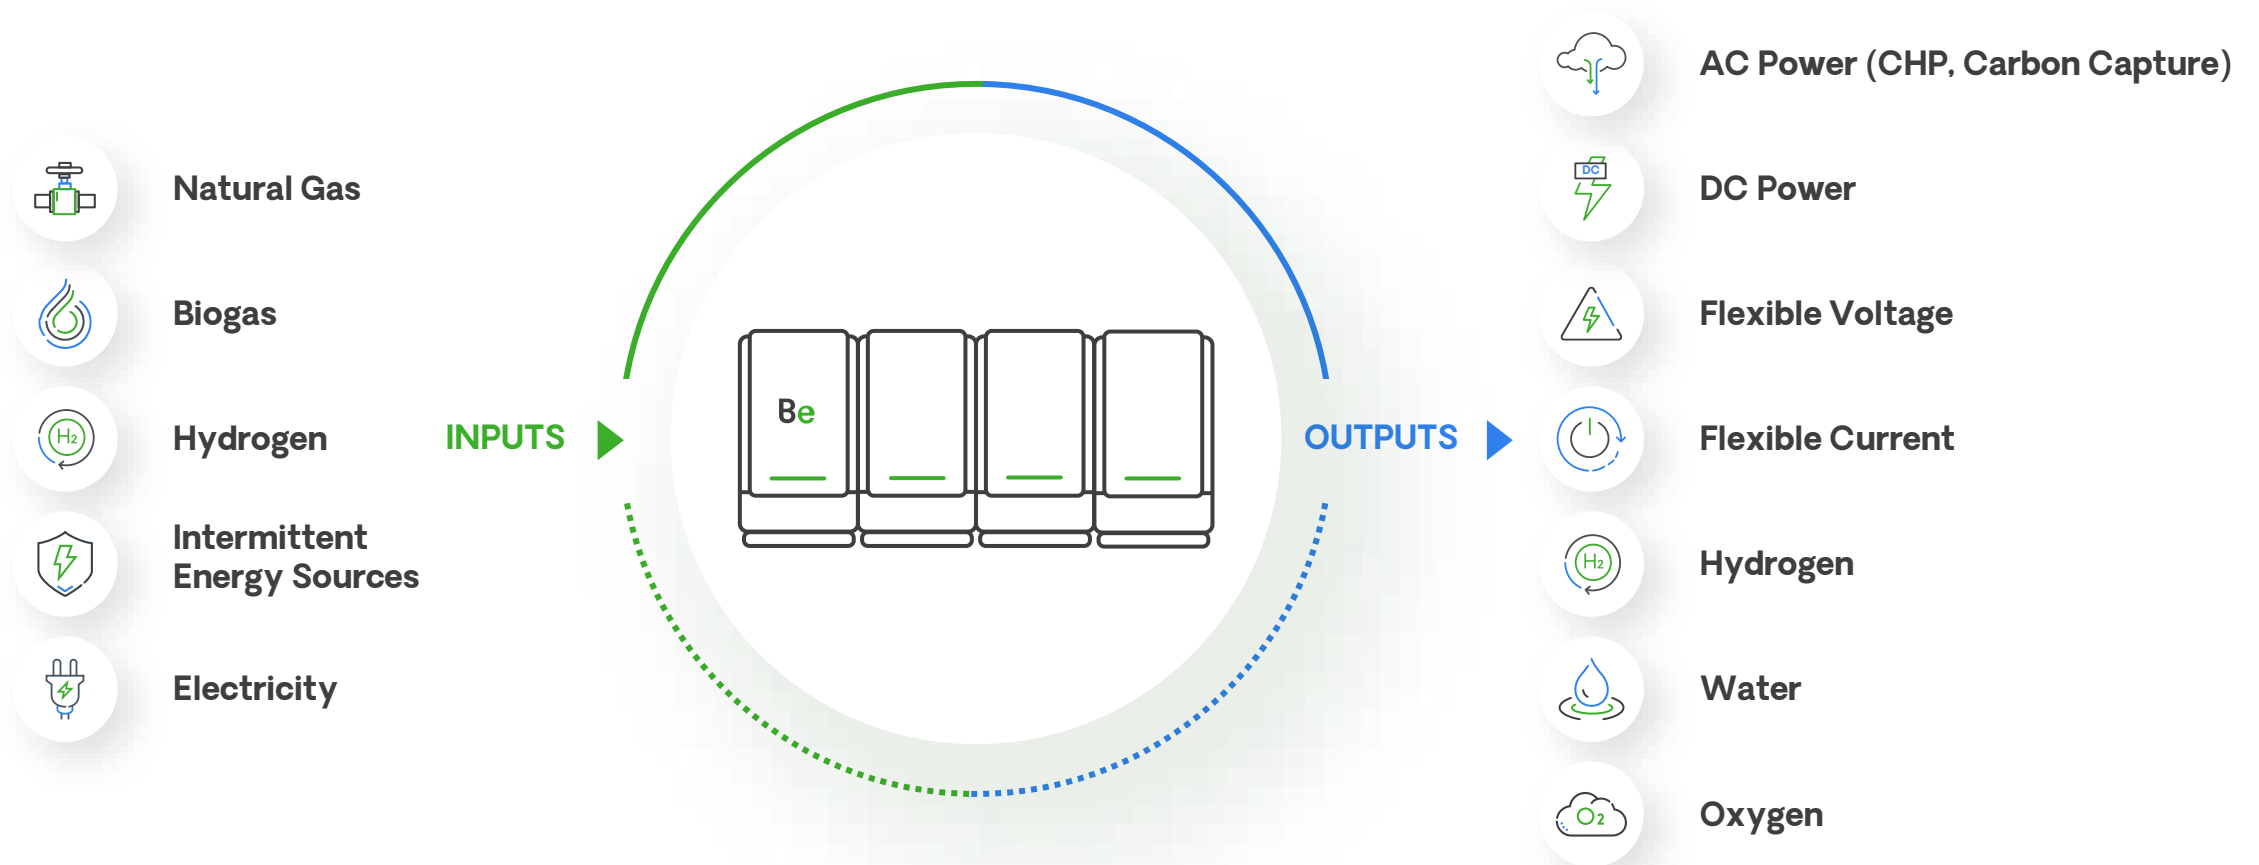 Natural Gas
Biogas
H2
Hydrogen
Intermittent
Energy Sources
Electricity
INPUTS
Be
OUTPUTS
AC Power (CHP, Carbon Capture)
DC
DC Power
Flexible Voltage
Flexible Current
H2
Hydrogen
Water
O2
Oxygen